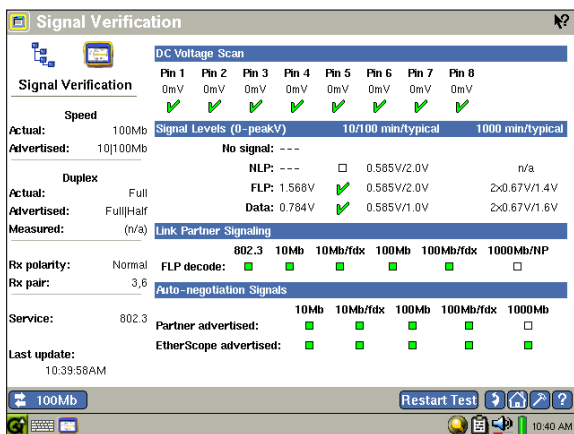 Signal Verification
Signal Verification
Speed
Actual: 100Mb
Advertised: 10|100Mb
Duplex
Actual: Full
Advertised: Full|Half
Measured: (n/a)
Rx polarity: Normal
Rx pair: 3,6
Service: 802.3
Last update:
10:39:58AM
DC Voltage Scan
Pin 1 Pin 2 Pin 3 Pin 4 Pin 5 Pin 6 Pin 7 Pin 8
0mV 0mV 0mV 0mV 0mV 0mV 0mV 0mV
Signal Levels (0-peakV) 10/100 min/typical 1000 min/typical
No signal: ---
NLP: --- 0.585V/2.0V n/a
FLP: 1.568V 0.585V/2.0V 2x0.67V/1.4V
Data: 0.784V 0.585V/1.0V 2x0.67V/1.6V
Link Partner Signaling
802.3 10Mb 10Mb/fdx 100Mb 100Mb/fdx 1000Mb/NP
FLP decode:
Auto-negotiation Signals
10Mb 10Mb/fdx 100Mb 100Mb/fdx 1000Mb
Partner advertised:
EtherScope advertised:
100Mb
Restart Test
?
10:40 AM